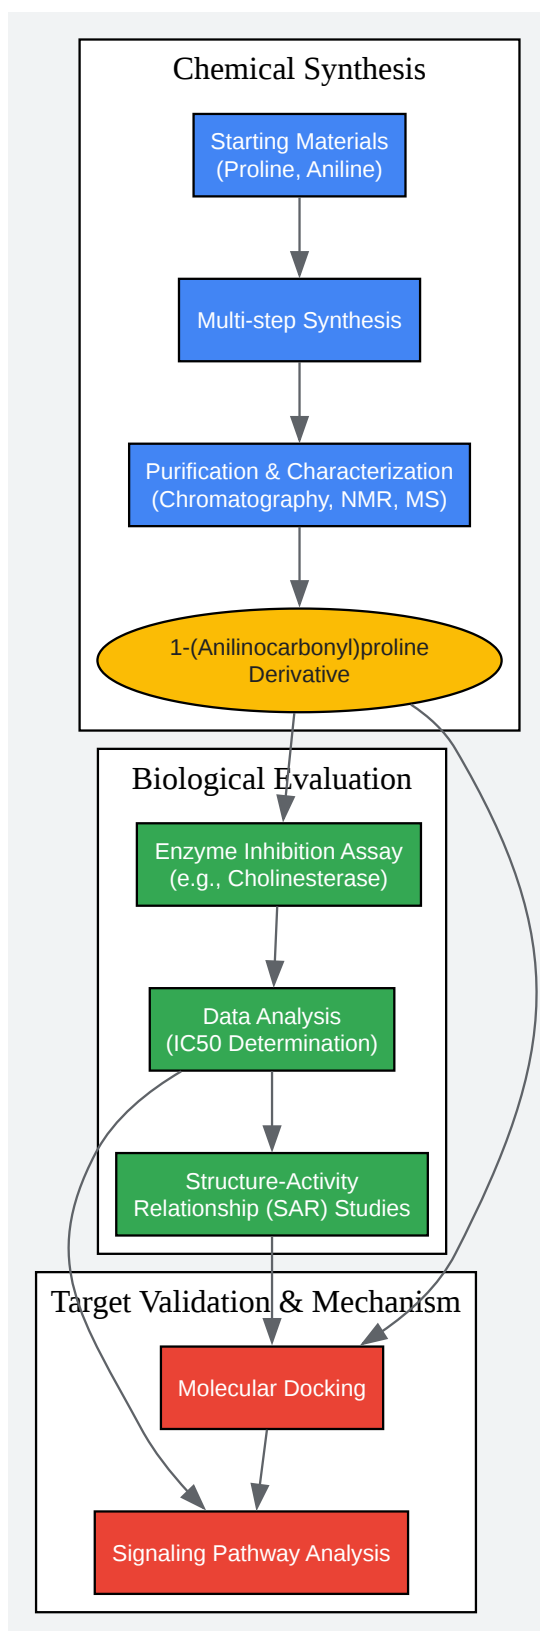 Chemical Synthesis
Starting Materials
(Proline, Aniline)
Multi-step Synthesis
Purification & Characterization
(Chromatography, NMR, MS)
1-(Anilinocarbonyl)proline
Derivative
Biological Evaluation
Enzyme Inhibition Assay
(e.g., Cholinesterase)
Data Analysis
(IC50 Determination)
Structure-Activity
Relationship (SAR) Studies
Target Validation & Mechanism
Molecular Docking
Signaling Pathway Analysis